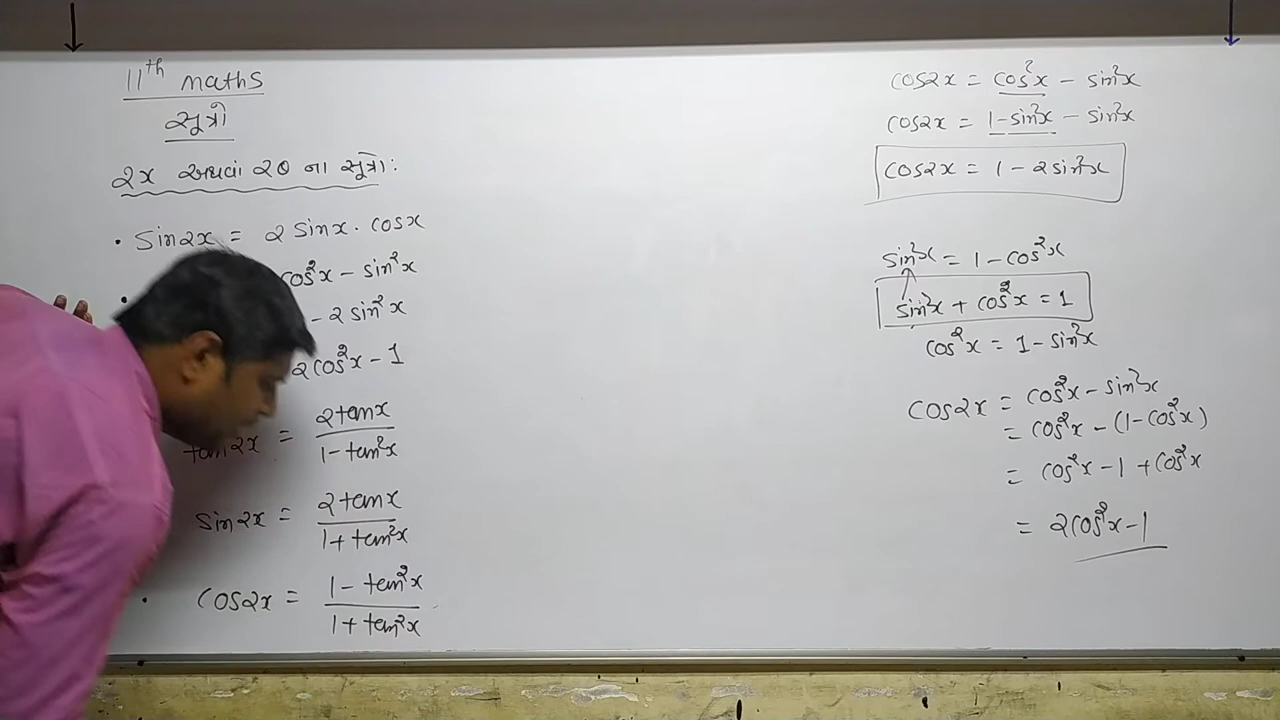 11th maths
સૂત્રો
2x અથવા 2θ ના સૂત્રો:
• Sin2x = 2 Sinx · cosx
cos²x - sin²x
- 2 sin²x
2cos²x - 1
tan2x = 2tanx / 1 - tan²x
sin2x = 2tanx / 1 + tan²x
• cos2x = 1 - tan²x / 1 + tan²x
cos2x = cos²x - sin²x
cos2x = 1 - sin²x - sin²x
cos2x = 1 - 2sin²x
sin²x = 1 - cos²x
sin²x + cos²x = 1
cos²x = 1 - sin²x
cos2x = cos²x - sin²x
= cos²x - (1 - cos²x)
= cos²x - 1 + cos²x
= 2cos²x - 1